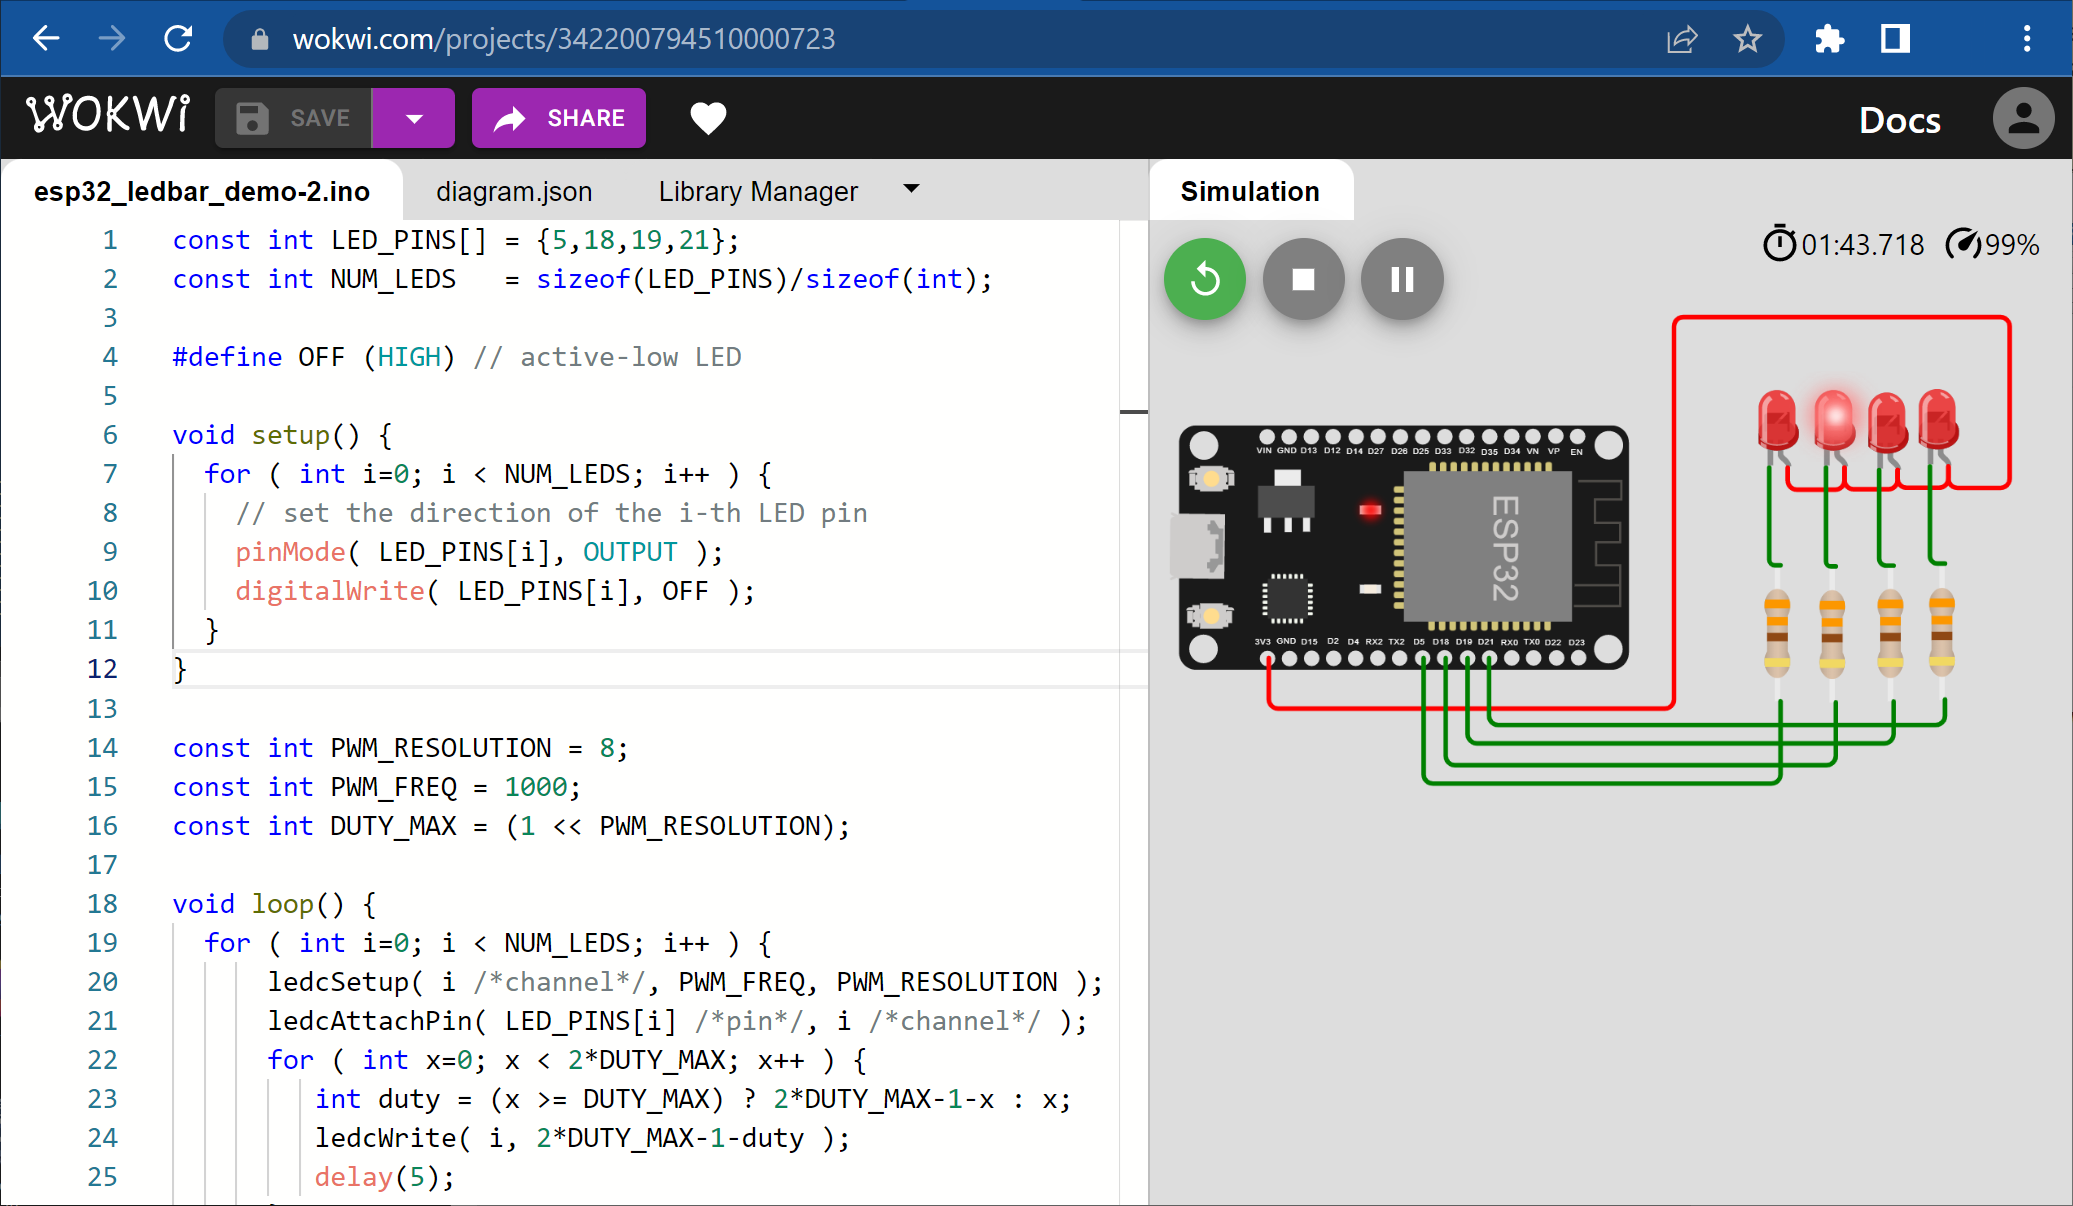 wokwi.com/projects/342200794510000723
WOKWi SAVE SHARE Docs
esp32_ledbar_demo-2.ino diagram.json Library Manager Simulation
01:43.718 99%
1 const int LED_PINS[] = {5,18,19,21};
2 const int NUM_LEDS   = sizeof(LED_PINS)/sizeof(int);
3
4 #define OFF (HIGH) // active-low LED
5
6 void setup() {
7   for ( int i=0; i < NUM_LEDS; i++ ) {
8     // set the direction of the i-th LED pin
9     pinMode( LED_PINS[i], OUTPUT );
10     digitalWrite( LED_PINS[i], OFF );
11   }
12 }
13
14 const int PWM_RESOLUTION = 8;
15 const int PWM_FREQ = 1000;
16 const int DUTY_MAX = (1 << PWM_RESOLUTION);
17
18 void loop() {
19   for ( int i=0; i < NUM_LEDS; i++ ) {
20       ledcSetup( i /*channel*/, PWM_FREQ, PWM_RESOLUTION );
21       ledcAttachPin( LED_PINS[i] /*pin*/, i /*channel*/ );
22       for ( int x=0; x < 2*DUTY_MAX; x++ ) {
23          int duty = (x >= DUTY_MAX) ? 2*DUTY_MAX-1-x : x;
24          ledcWrite( i, 2*DUTY_MAX-1-duty );
25          delay(5);
VIN GND D13 D12 D14 D27 D26 D25 D33 D32 D35 D34 VN VP EN
ESP32
3V3 GND D15 D2 D4 RX2 TX2 D5 D18 D19 D21 RX0 TX0 D22 D23